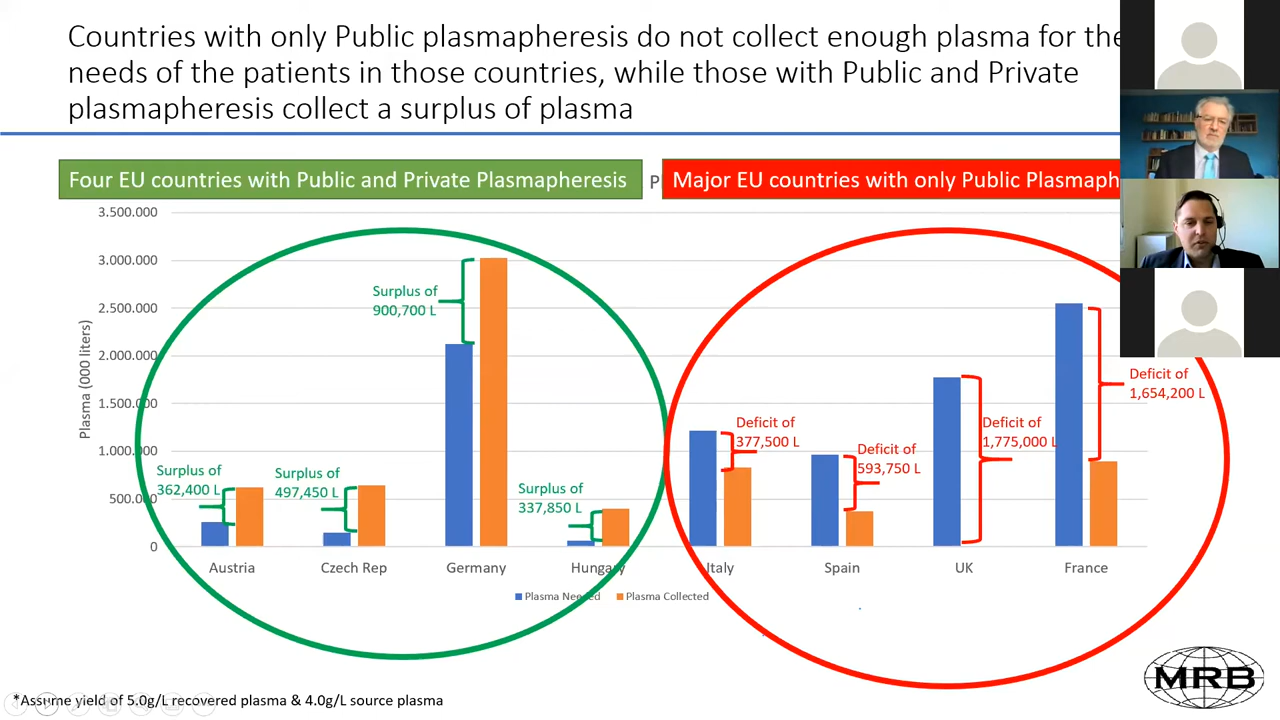 Countries with only Public plasmapheresis do not collect enough plasma for the
needs of the patients in those countries, while those with Public and Private
plasmapheresis collect a surplus of plasma
Four EU countries with Public and Private Plasmapheresis
Major EU countries with only Public Plasmaph
3.500.000
3.000.000
2.500.000
2.000.000
1.500.000
1.000.000
500.000
0
Plasma (000 liters)
Surplus of
362,400 L
Surplus of
497,450 L
Surplus of
900,700 L
Surplus of
337,850 L
Deficit of
377,500 L
Deficit of
593,750 L
Deficit of
1,775,000 L
Deficit of
1,654,200 L
Austria
Czech Rep
Germany
Hungary
Italy
Spain
UK
France
Plasma Needed
Plasma Collected
*Assume yield of 5.0g/L recovered plasma & 4.0g/L source plasma
MRB